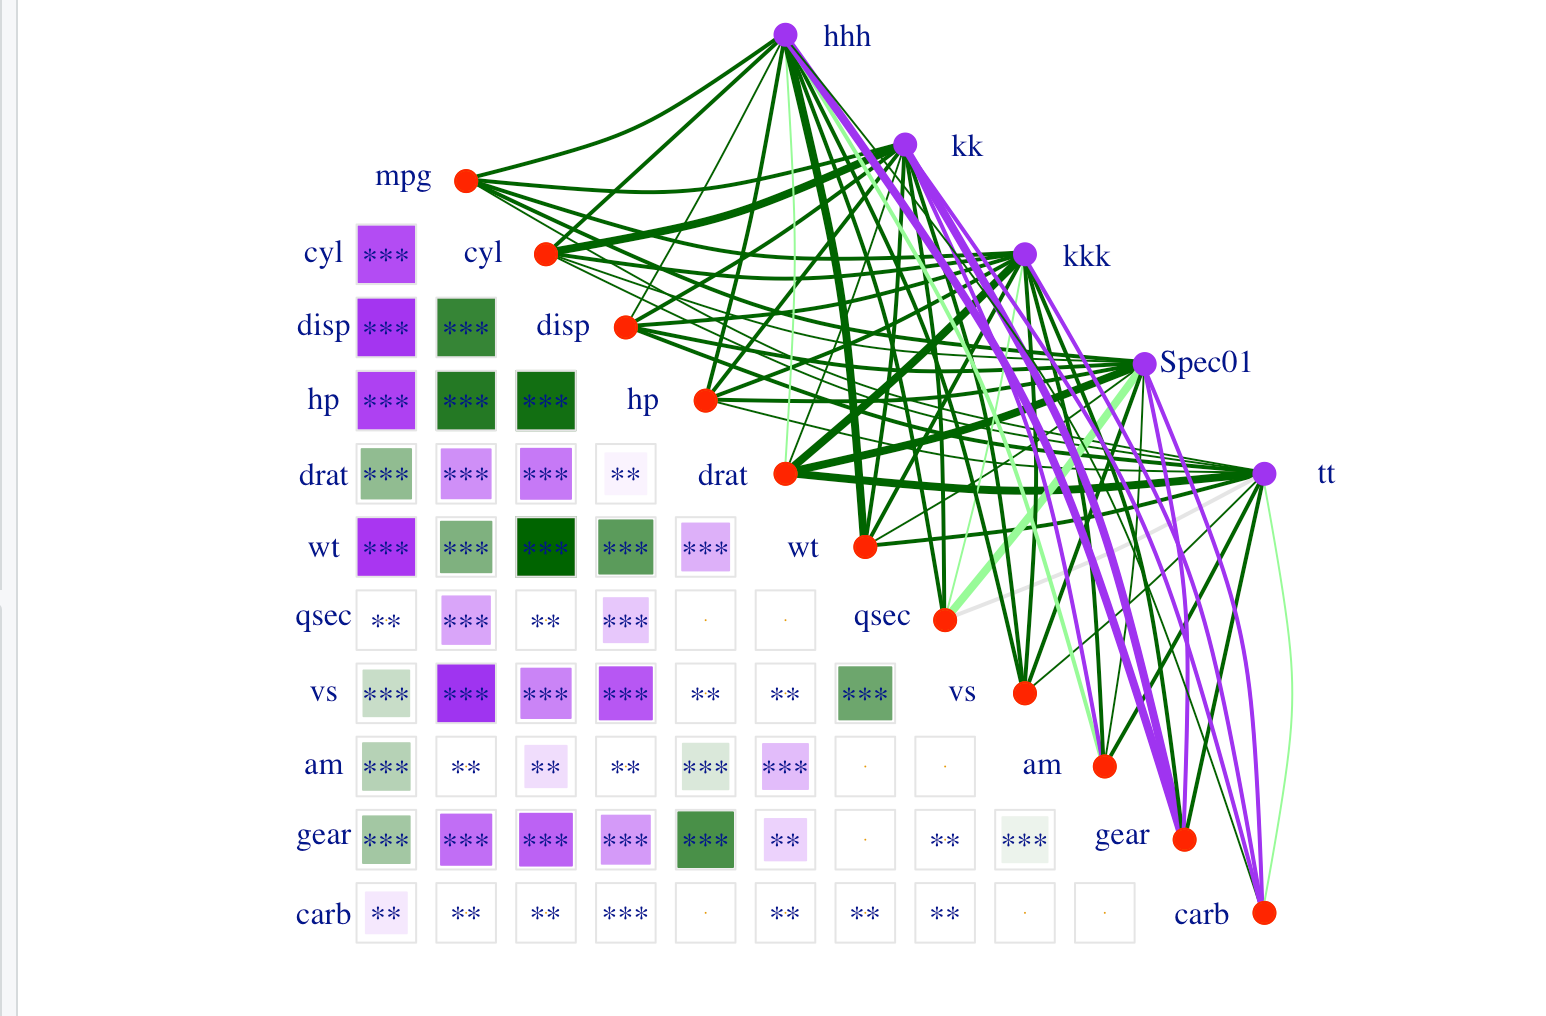 hhh
kk
mpg
cyl *** cyl
kkk
disp *** *** disp
Spec01
hp *** *** *** hp
drat *** *** *** ** drat
tt
wt *** *** *** *** *** wt
qsec ** *** ** *** . . qsec
vs *** *** *** *** ** ** *** vs
am *** ** ** ** *** *** . . am
gear *** *** *** *** *** ** . ** *** gear
carb ** ** ** *** . ** ** ** . . carb